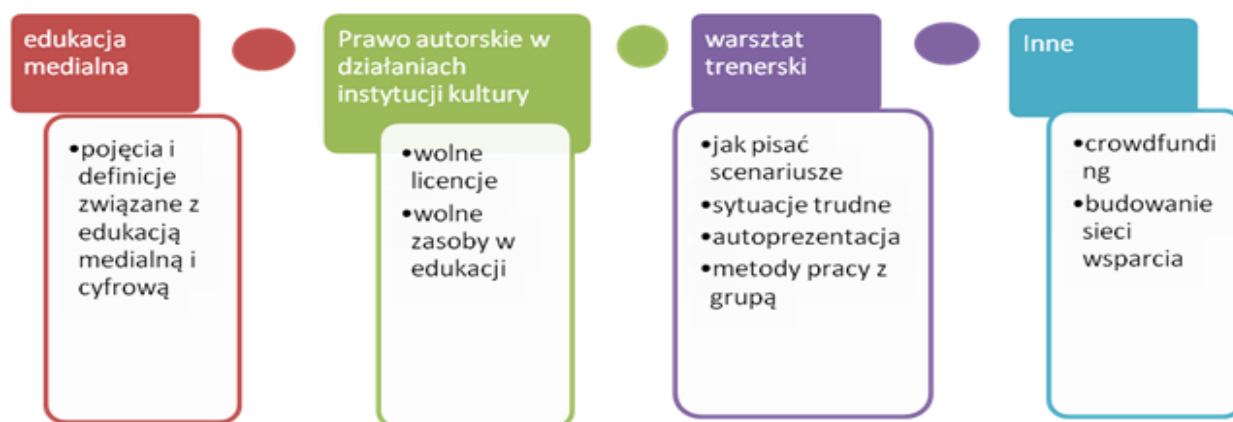 edukacja
medialna
•pojęcia i
definicje
związane z
edukacją
medialną i
cyfrową
Prawo autorskie w
działaniach
instytucji kultury
•wolne
licencje
•wolne
zasoby w
edukacji
warsztat
trenerski
•jak pisać
scenariusze
•sytuacje trudne
•autoprezentacja
•metody pracy z
grupą
Inne
•crowdfundi
ng
•budowanie
sieci
wsparcia